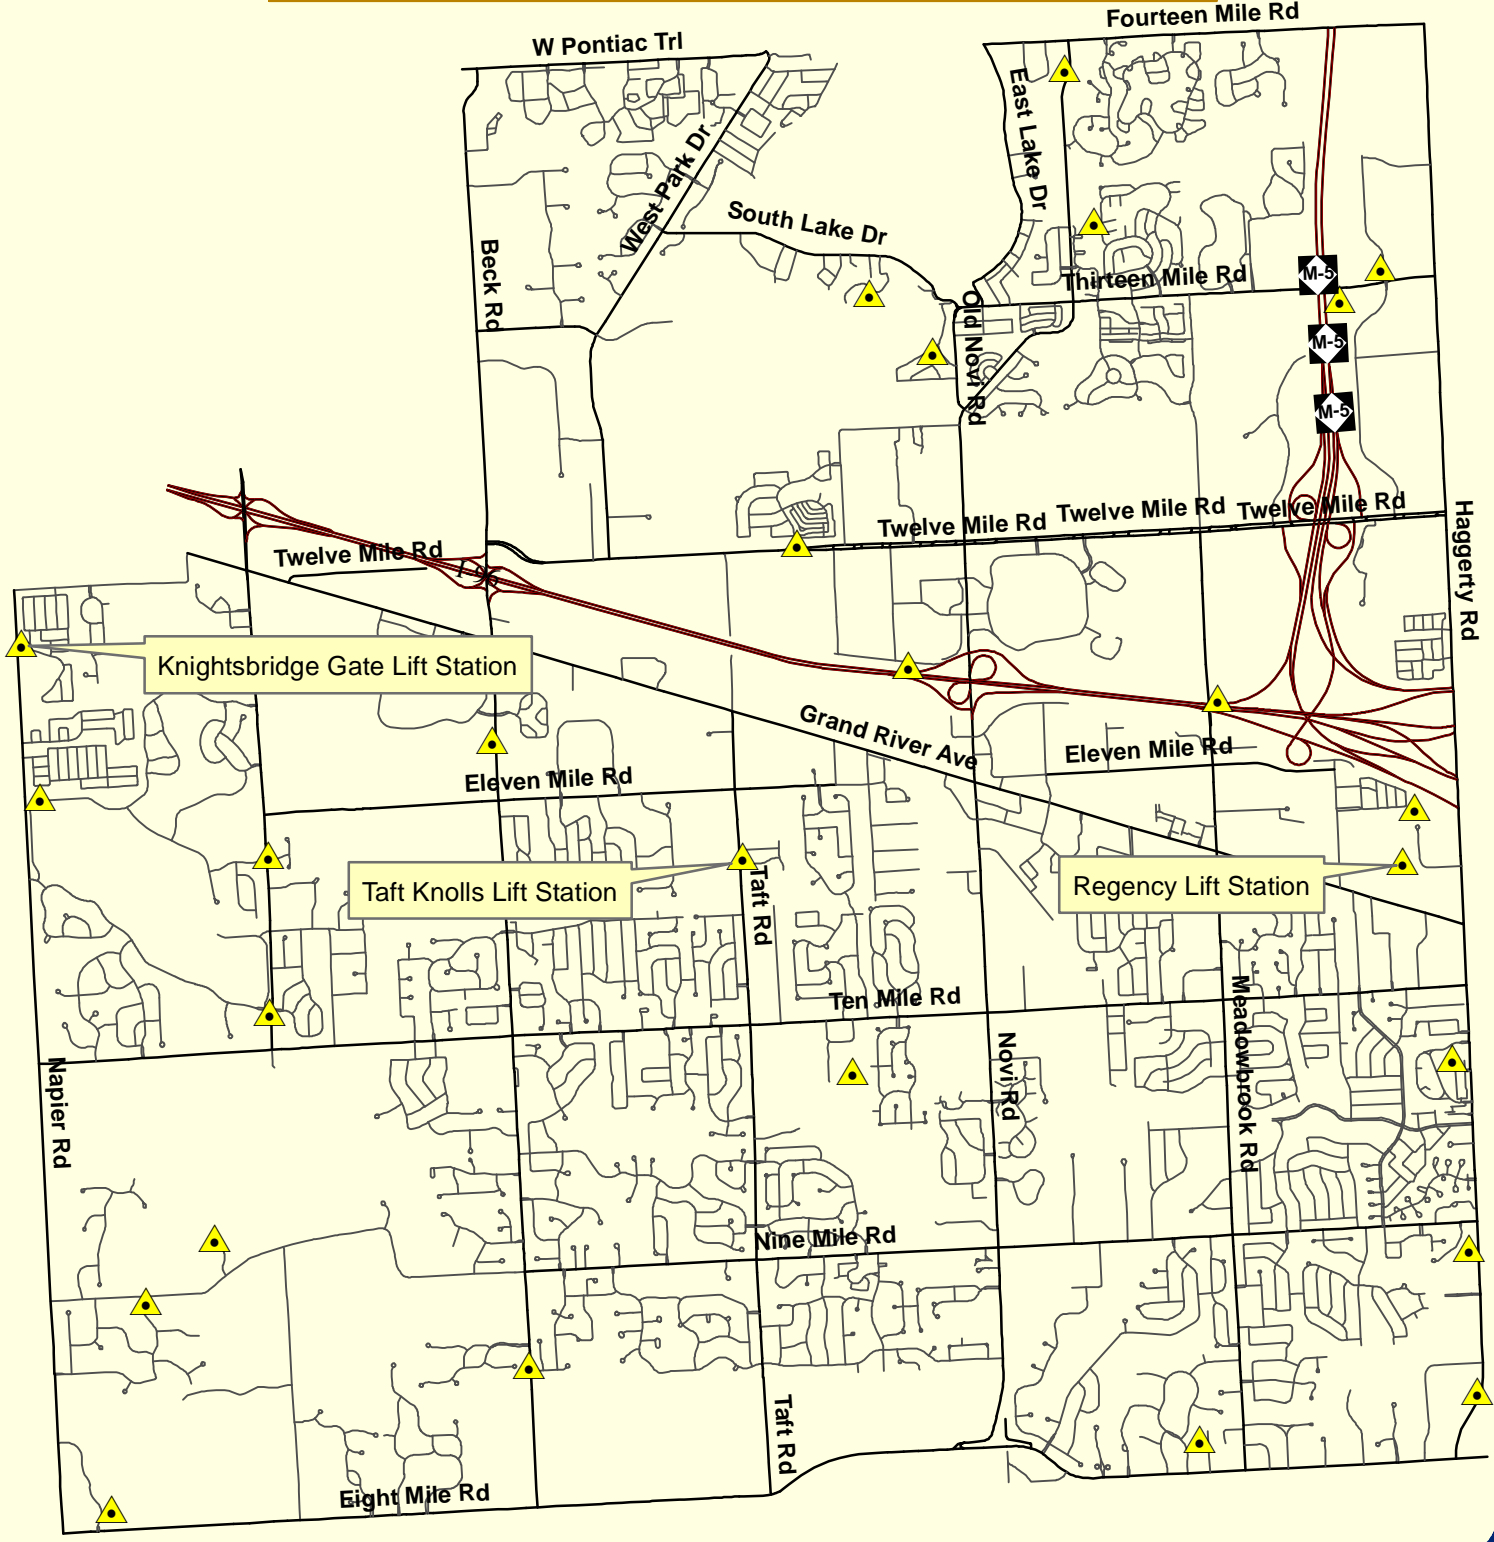 Fourteen Mile Rd
W Pontiac Trl
East Lake Dr
West Park Dr
South Lake Dr
Beck Rd
Thirteen Mile Rd
M-5
Old Novi Rd
M-5
M-5
Twelve Mile Rd
Twelve Mile Rd
Twelve Mile Rd
Haggerty Rd
Twelve Mile Rd
I-96
Knightsbridge Gate Lift Station
Grand River Ave
Eleven Mile Rd
Eleven Mile Rd
Taft Knolls Lift Station
Taft Rd
Regency Lift Station
Ten Mile Rd
Meadowbrook Rd
Novi Rd
Napier Rd
Nine Mile Rd
Taft Rd
Eight Mile Rd